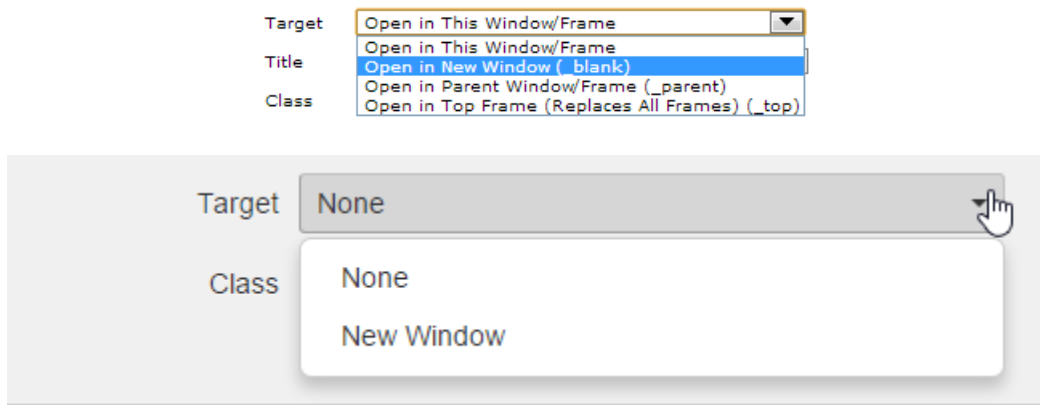 Target Open in This Window/Frame
Open in This Window/Frame
Title Open in New Window (_blank)
Open in Parent Window/Frame (_parent)
Class Open in Top Frame (Replaces All Frames) (_top)
Target None
None
Class
New Window